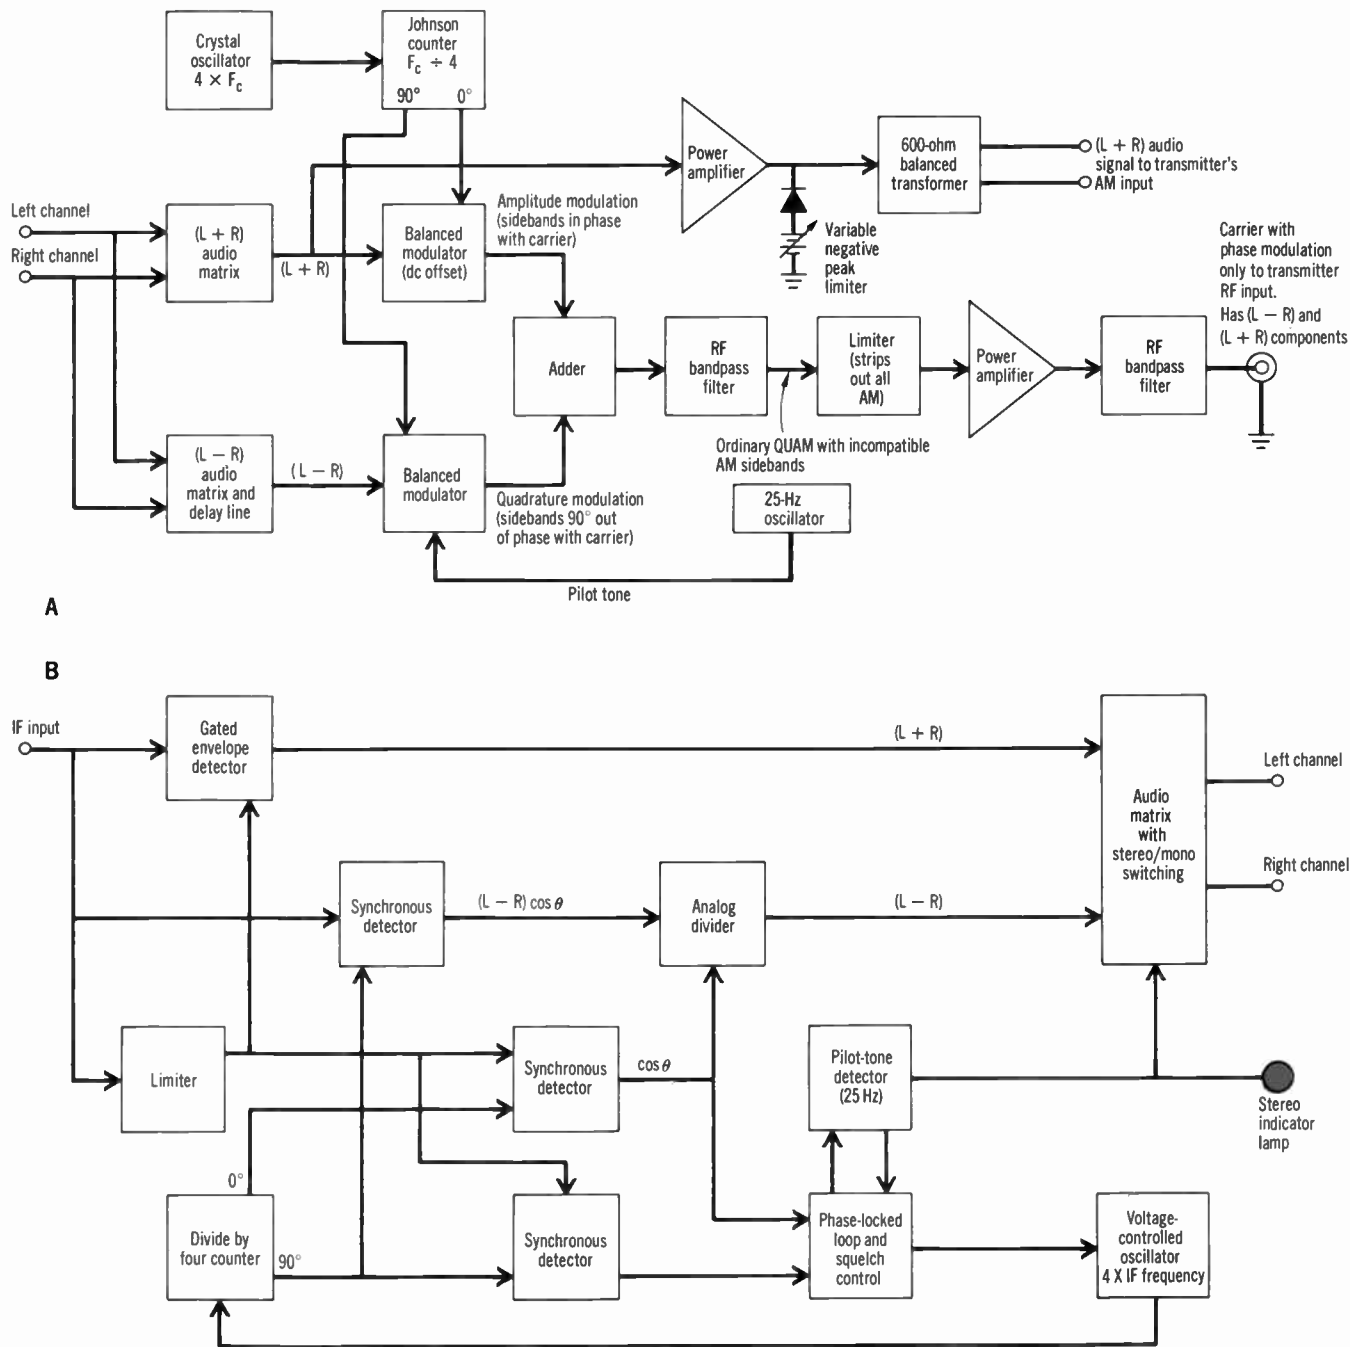 Crystal
oscillator
4 × Fc
Johnson
counter
Fc ÷ 4
90° 0°
Power
amplifier
600-ohm
balanced
transformer
(L + R) audio
signal to transmitter's
AM input
Left channel
Right channel
(L + R)
audio
matrix
(L + R)
Balanced
modulator
(dc offset)
Amplitude modulation
(sidebands in phase
with carrier)
Variable
negative
peak
limiter
Carrier with
phase modulation
only to transmitter
RF input.
Has (L − R) and
(L + R) components
Adder
RF
bandpass
filter
Limiter
(strips
out all
AM)
Power
amplifier
RF
bandpass
filter
Ordinary QUAM with incompatible
AM sidebands
(L − R)
audio
matrix and
delay line
(L − R)
Balanced
modulator
Quadrature modulation
(sidebands 90° out
of phase with carrier)
25-Hz
oscillator
Pilot tone
A
B
IF input
Gated
envelope
detector
(L + R)
Audio
matrix
with
stereo/mono
switching
Left channel
Right channel
Synchronous
detector
(L − R) cos θ
Analog
divider
(L − R)
Limiter
Synchronous
detector
cos θ
Pilot-tone
detector
(25 Hz)
Stereo
indicator
lamp
0°
Divide by
four counter
90°
Synchronous
detector
Phase-locked
loop and
squelch
control
Voltage-
controlled
oscillator
4 X IF frequency